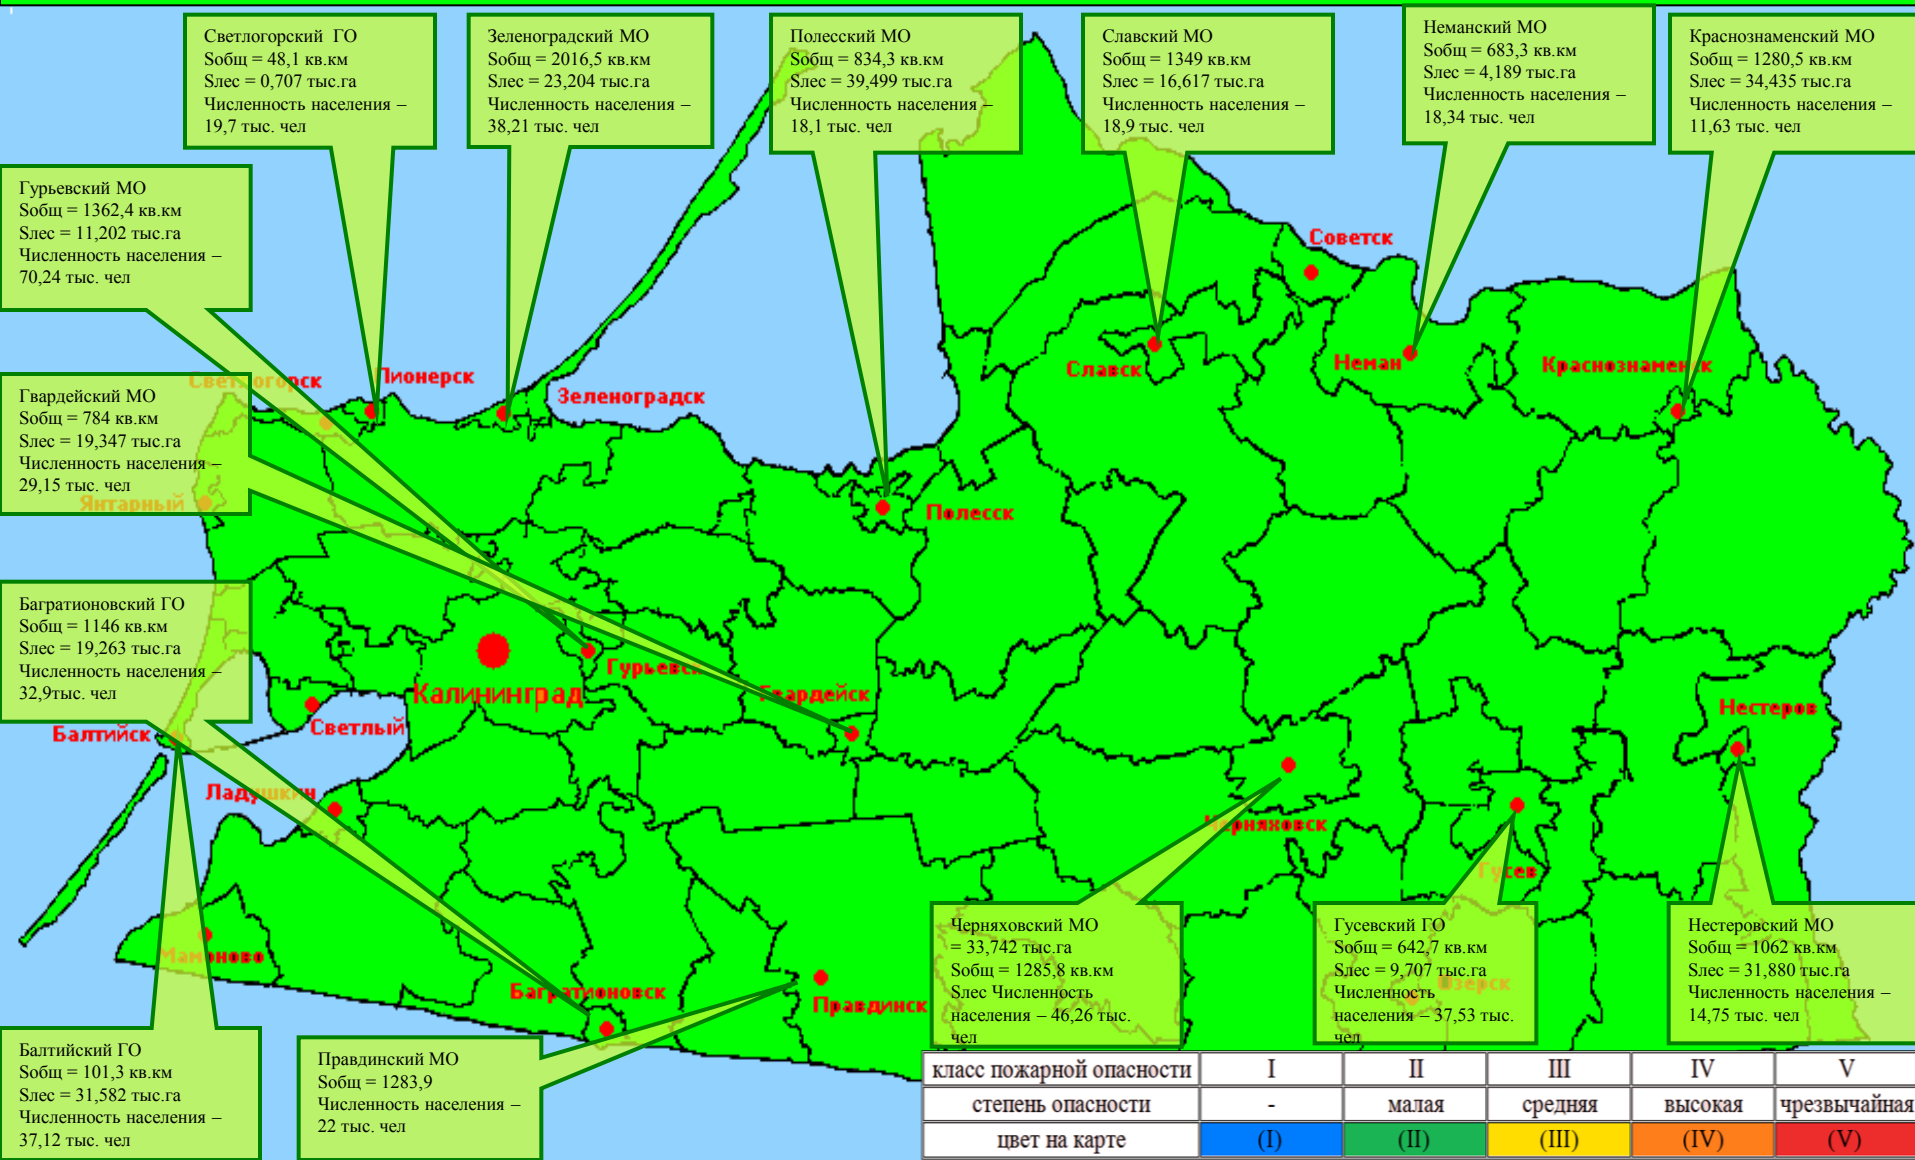 Светлогорский ГО
Sобщ = 48,1 кв.км
Sлес = 0,707 тыс.га
Численность населения –
19,7 тыс. чел
Зеленоградский МО
Sобщ = 2016,5 кв.км
Sлес = 23,204 тыс.га
Численность населения –
38,21 тыс. чел
Полесский МО
Sобщ = 834,3 кв.км
Sлес = 39,499 тыс.га
Численность населения –
18,1 тыс. чел
Славский МО
Sобщ = 1349 кв.км
Sлес = 16,617 тыс.га
Численность населения –
18,9 тыс. чел
Неманский МО
Sобщ = 683,3 кв.км
Sлес = 4,189 тыс.га
Численность населения –
18,34 тыс. чел
Краснознаменский МО
Sобщ = 1280,5 кв.км
Sлес = 34,435 тыс.га
Численность населения –
11,63 тыс. чел
Гурьевский МО
Sобщ = 1362,4 кв.км
Sлес = 11,202 тыс.га
Численность населения –
70,24 тыс. чел
Советск
Славск
Неман
Краснознаменск
Светлогорск
Пионерск
Зеленоградск
Гвардейский МО
Sобщ = 784 кв.км
Sлес = 19,347 тыс.га
Численность населения –
29,15 тыс. чел
Янтарный
Полесск
Багратионовский ГО
Sобщ = 1146 кв.км
Sлес = 19,263 тыс.га
Численность населения –
32,9тыс. чел
Гурьевск
Калининград
Гвардейск
Нестеров
Балтийск
Светлый
Ладушкин
Черняховск
Гусев
Мамоново
Багратионовск
Правдинск
Озерск
Черняховский МО
= 33,742 тыс.га
Sобщ = 1285,8 кв.км
Sлес Численность
населения – 46,26 тыс.
чел
Гусевский ГО
Sобщ = 642,7 кв.км
Sлес = 9,707 тыс.га
Численность
населения – 37,53 тыс.
чел
Нестеровский МО
Sобщ = 1062 кв.км
Sлес = 31,880 тыс.га
Численность населения –
14,75 тыс. чел
Балтийский ГО
Sобщ = 101,3 кв.км
Sлес = 31,582 тыс.га
Численность населения –
37,12 тыс. чел
Правдинский МО
Sобщ = 1283,9
Численность населения –
22 тыс. чел
класс пожарной опасности I II III IV V
степень опасности - малая средняя высокая чрезвычайная
цвет на карте (I) (II) (III) (IV) (V)